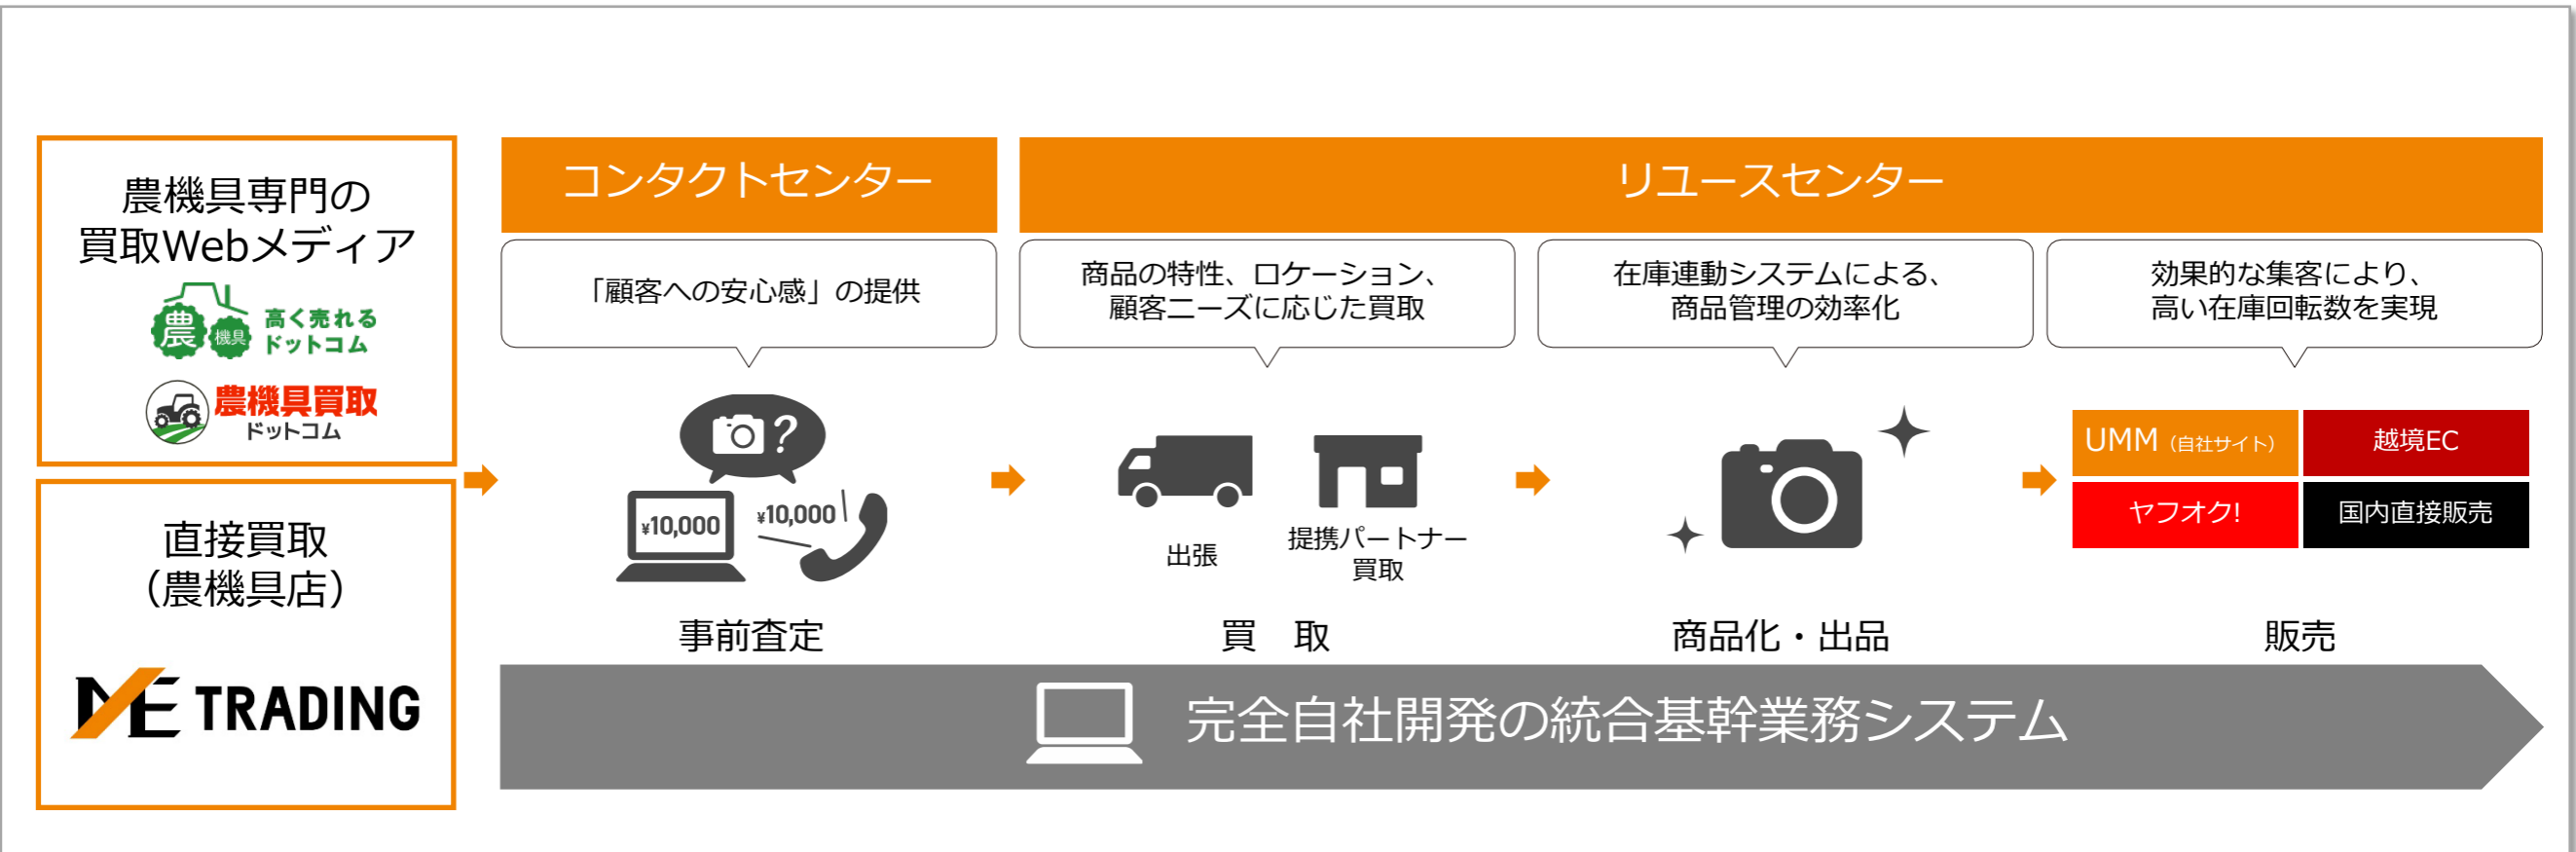 農機具専門の
買取Webメディア
農 機具
高く売れる
ドットコム
農機具買取
ドットコム
直接買取
（農機具店）
ME TRADING
コンタクトセンター
「顧客への安心感」の提供
?
¥10,000
¥10,000
事前査定
リユースセンター
商品の特性、ロケーション、
顧客ニーズに応じた買取
出張
提携パートナー
買取
買　取
在庫連動システムによる、
商品管理の効率化
商品化・出品
効果的な集客により、
高い在庫回転数を実現
UMM（自社サイト）
越境EC
ヤフオク!
国内直接販売
販売
完全自社開発の統合基幹業務システム